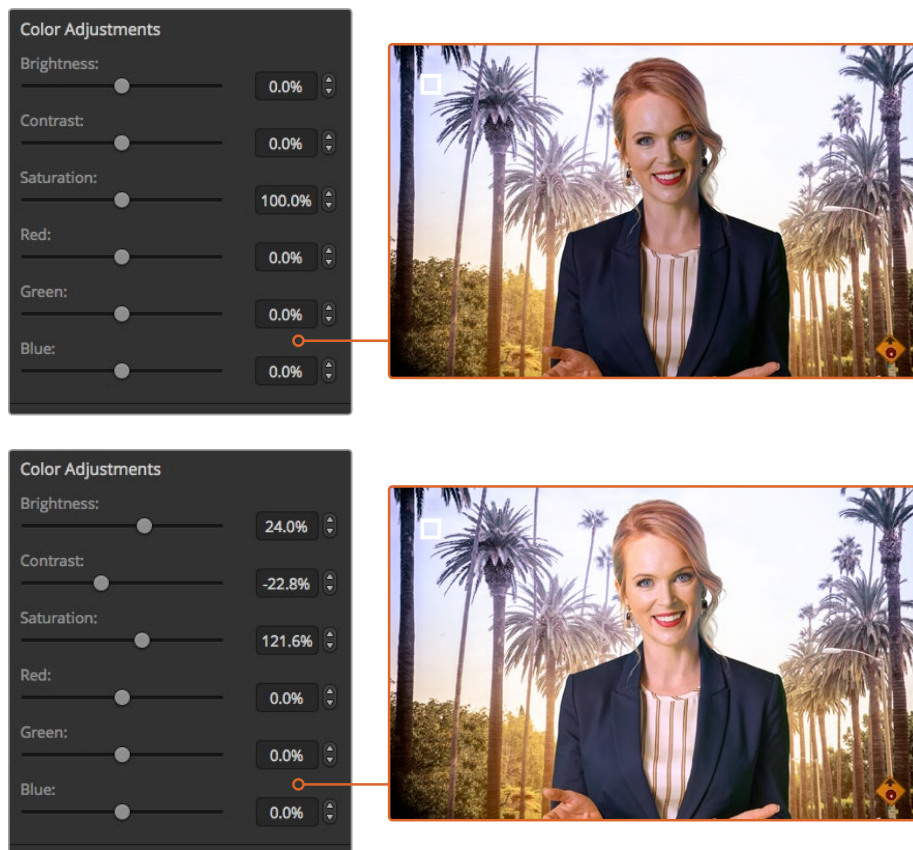 Color Adjustments
Brightness:
0.0%
Contrast:
0.0%
Saturation:
100.0%
Red:
0.0%
Green:
0.0%
Blue:
0.0%
Color Adjustments
Brightness:
24.0%
Contrast:
-22.8%
Saturation:
121.6%
Red:
0.0%
Green:
0.0%
Blue:
0.0%